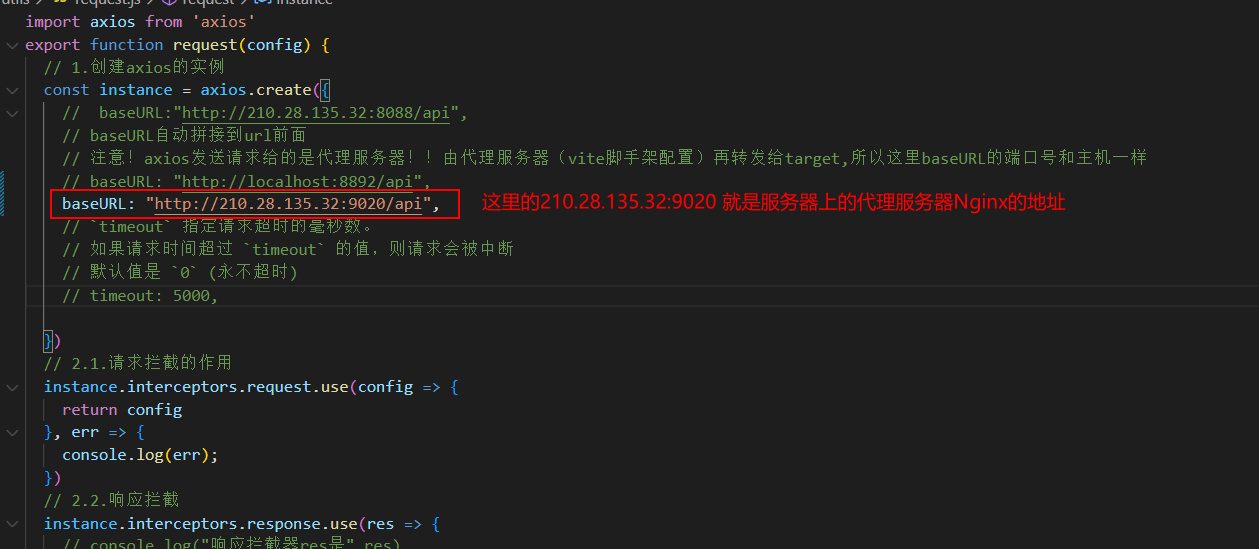 utils > request.js > request > instance
import axios from 'axios'
export function request(config) {
// 1.创建axios的实例
const instance = axios.create({
//  baseURL:"http://210.28.135.32:8088/api",
// baseURL自动拼接到url前面
// 注意！axios发送请求给的是代理服务器！！由代理服务器（vite脚手架配置）再转发给target,所以这里baseURL的端口号和主机一样
// baseURL: "http://localhost:8892/api",
baseURL: "http://210.28.135.32:9020/api", 这里的210.28.135.32:9020 就是服务器上的代理服务器Nginx的地址
// `timeout` 指定请求超时的毫秒数。
// 如果请求时间超过 `timeout` 的值，则请求会被中断
// 默认值是 `0` (永不超时)
// timeout: 5000,
})
// 2.1.请求拦截的作用
instance.interceptors.request.use(config => {
return config
}, err => {
console.log(err);
})
// 2.2.响应拦截
instance.interceptors.response.use(res => {
// console.log("响应拦截器res是",res)